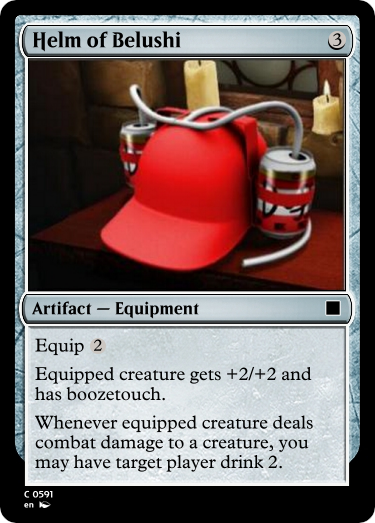 Helm of Belushi 3
Artifact — Equipment
Equip 2
Equipped creature gets +2/+2 and
has boozetouch.
Whenever equipped creature deals
combat damage to a creature, you
may have target player drink 2.
C 0591
en